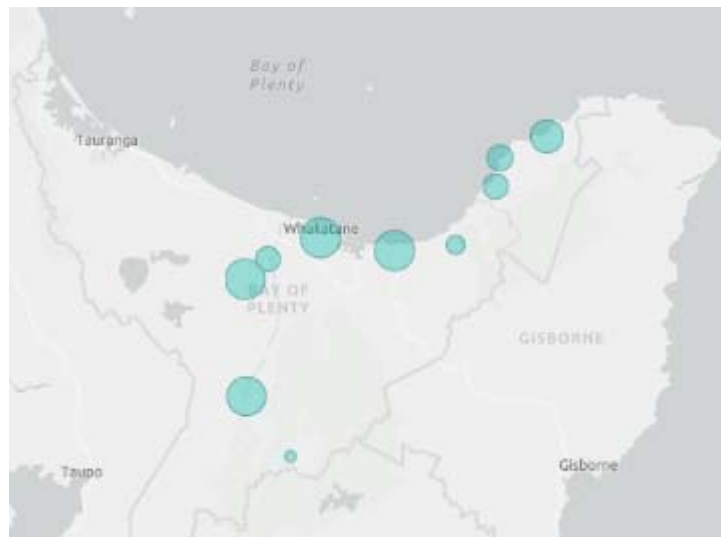 Bay of
Plenty
Tauranga
Whakatane
BAY OF
PLENTY
GISBORNE
Taupo
Gisborne